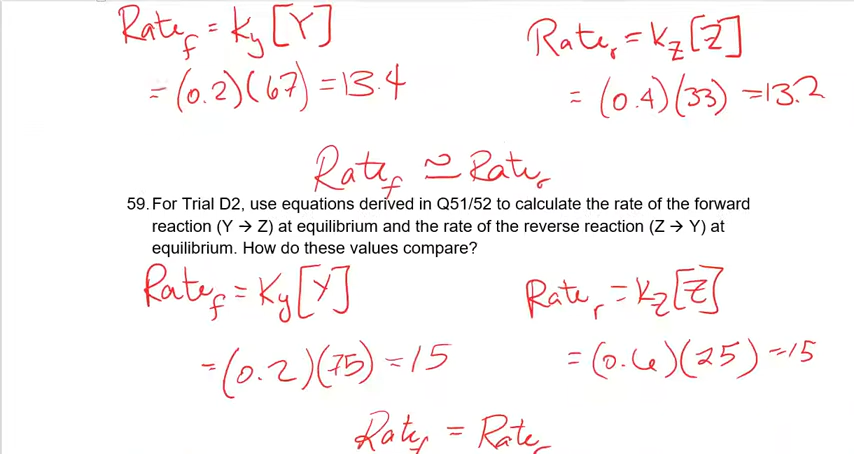 Rate_f = K_y [Y]
Rate_r = K_z [Z]
= (0.2)(67) = 13.4
= (0.4)(33) = 13.2
Rate_f ≃ Rate_r
59. For Trial D2, use equations derived in Q51/52 to calculate the rate of the forward
reaction (Y → Z) at equilibrium and the rate of the reverse reaction (Z → Y) at
equilibrium. How do these values compare?
Rate_f = K_y [Y]
Rate_r = K_z [Z]
= (0.2)(75) = 15
= (0.6)(25) = 15
Rate_f = Rate_r